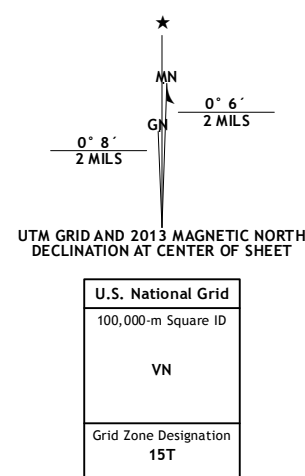 MN
0° 6´
2 MILS
GN
0° 8´
2 MILS
UTM GRID AND 2013 MAGNETIC NORTH
DECLINATION AT CENTER OF SHEET
U.S. National Grid
100,000-m Square ID
VN
Grid Zone Designation
15T